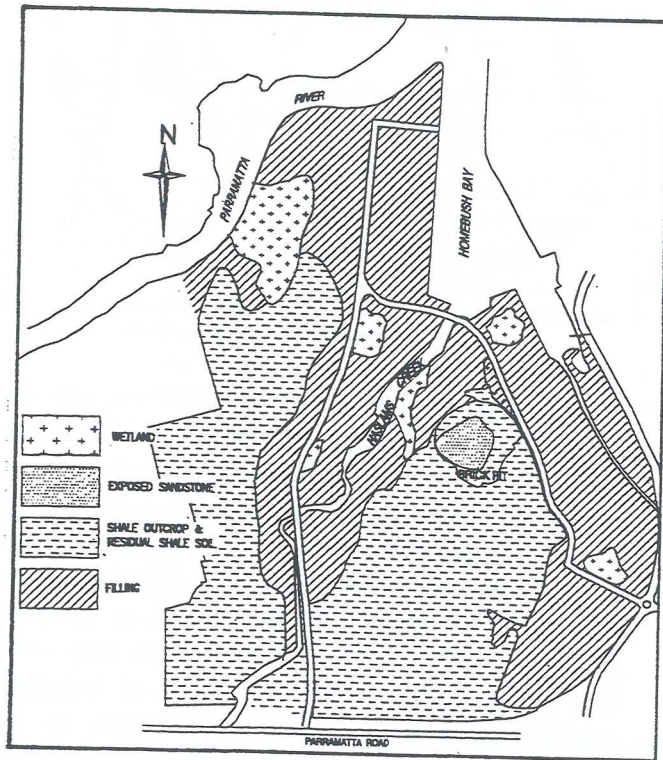 RIVER
N
PARRAMATTA
HOMEBUSH BAY
HASLAMS CREEK
WETLAND
EXPOSED SANDSTONE
BRICK PIT
SHALE OUTCROP &
RESIDUAL SHALE SOIL
FILLING
PARRAMATTA ROAD